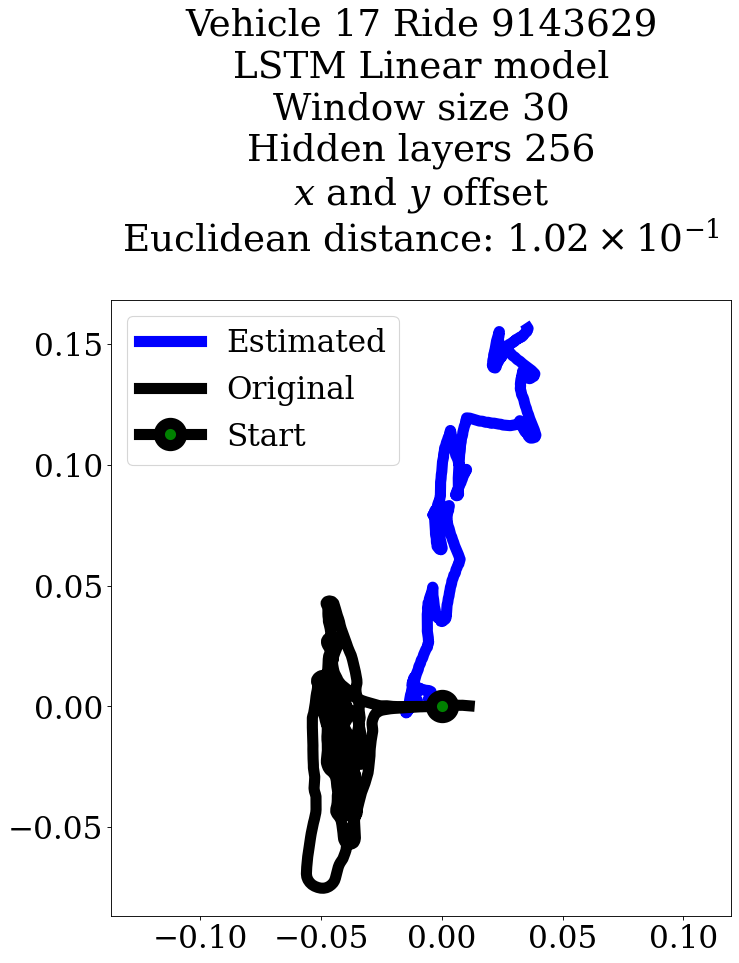 Vehicle 17 Ride 9143629
LSTM Linear model
Window size 30
Hidden layers 256
x and y offset
Euclidean distance: 1.02 × 10⁻¹
Estimated
Original
Start
0.15
0.10
0.05
0.00
−0.05
−0.10 −0.05 0.00 0.05 0.10